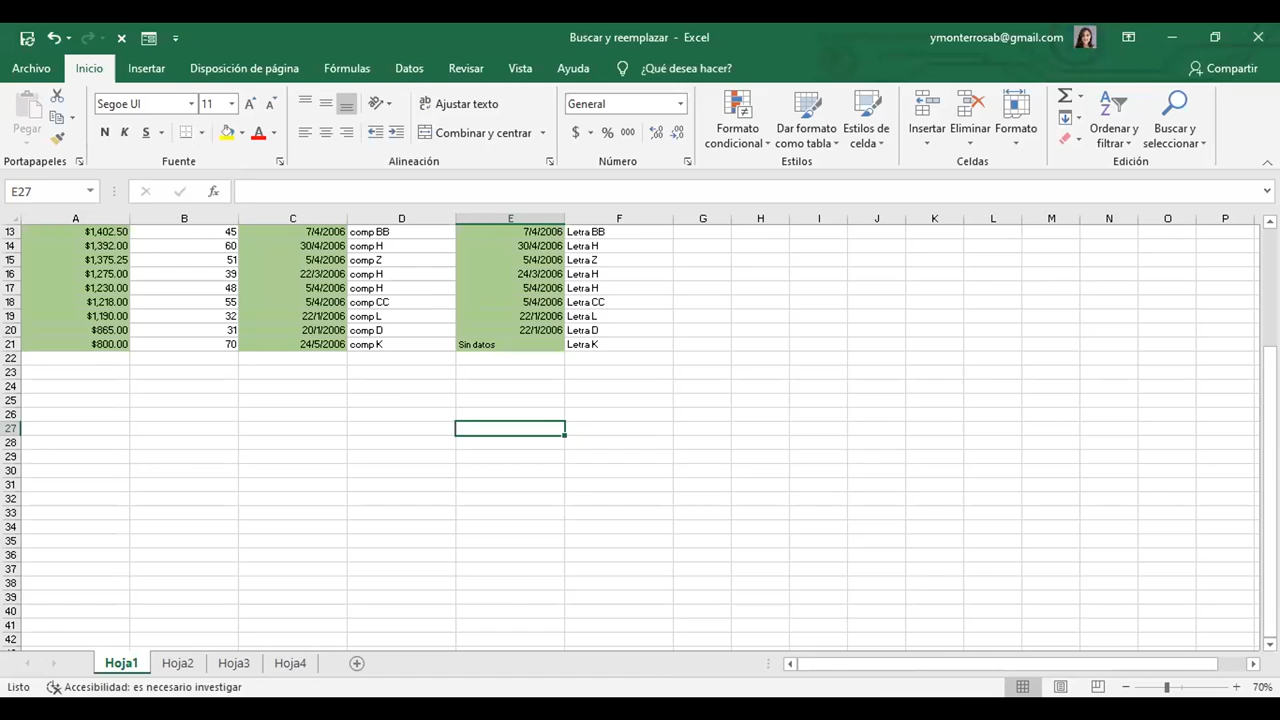 Buscar y reemplazar - Excel
ymonterrosab@gmail.com
Archivo Inicio Insertar Disposición de página Fórmulas Datos Revisar Vista Ayuda ¿Qué desea hacer? Compartir
Pegar
Segoe UI 11
N K S
Ajustar texto
Combinar y centrar
General
$ % 000
Formato condicional
Dar formato como tabla
Estilos de celda
Insertar
Eliminar
Formato
Ordenar y filtrar
Buscar y seleccionar
Portapapeles Fuente Alineación Número Estilos Celdas Edición
E27 fx
A B C D E F G H I J K L M N O P
13 $1,402.50 45 7/4/2006 comp BB 7/4/2006 Letra BB
14 $1,392.00 60 30/4/2006 comp H 30/4/2006 Letra H
15 $1,375.25 51 5/4/2006 comp Z 5/4/2006 Letra Z
16 $1,275.00 39 22/3/2006 comp H 24/3/2006 Letra H
17 $1,230.00 48 5/4/2006 comp H 5/4/2006 Letra H
18 $1,218.00 55 5/4/2006 comp CC 5/4/2006 Letra CC
19 $1,190.00 32 22/1/2006 comp L 22/1/2006 Letra L
20 $865.00 31 20/1/2006 comp D 22/1/2006 Letra D
21 $800.00 70 24/5/2006 comp K Sin datos Letra K
22
23
24
25
26
27
28
29
30
31
32
33
34
35
36
37
38
39
40
41
42
Hoja1 Hoja2 Hoja3 Hoja4
Listo Accesibilidad: es necesario investigar 70%